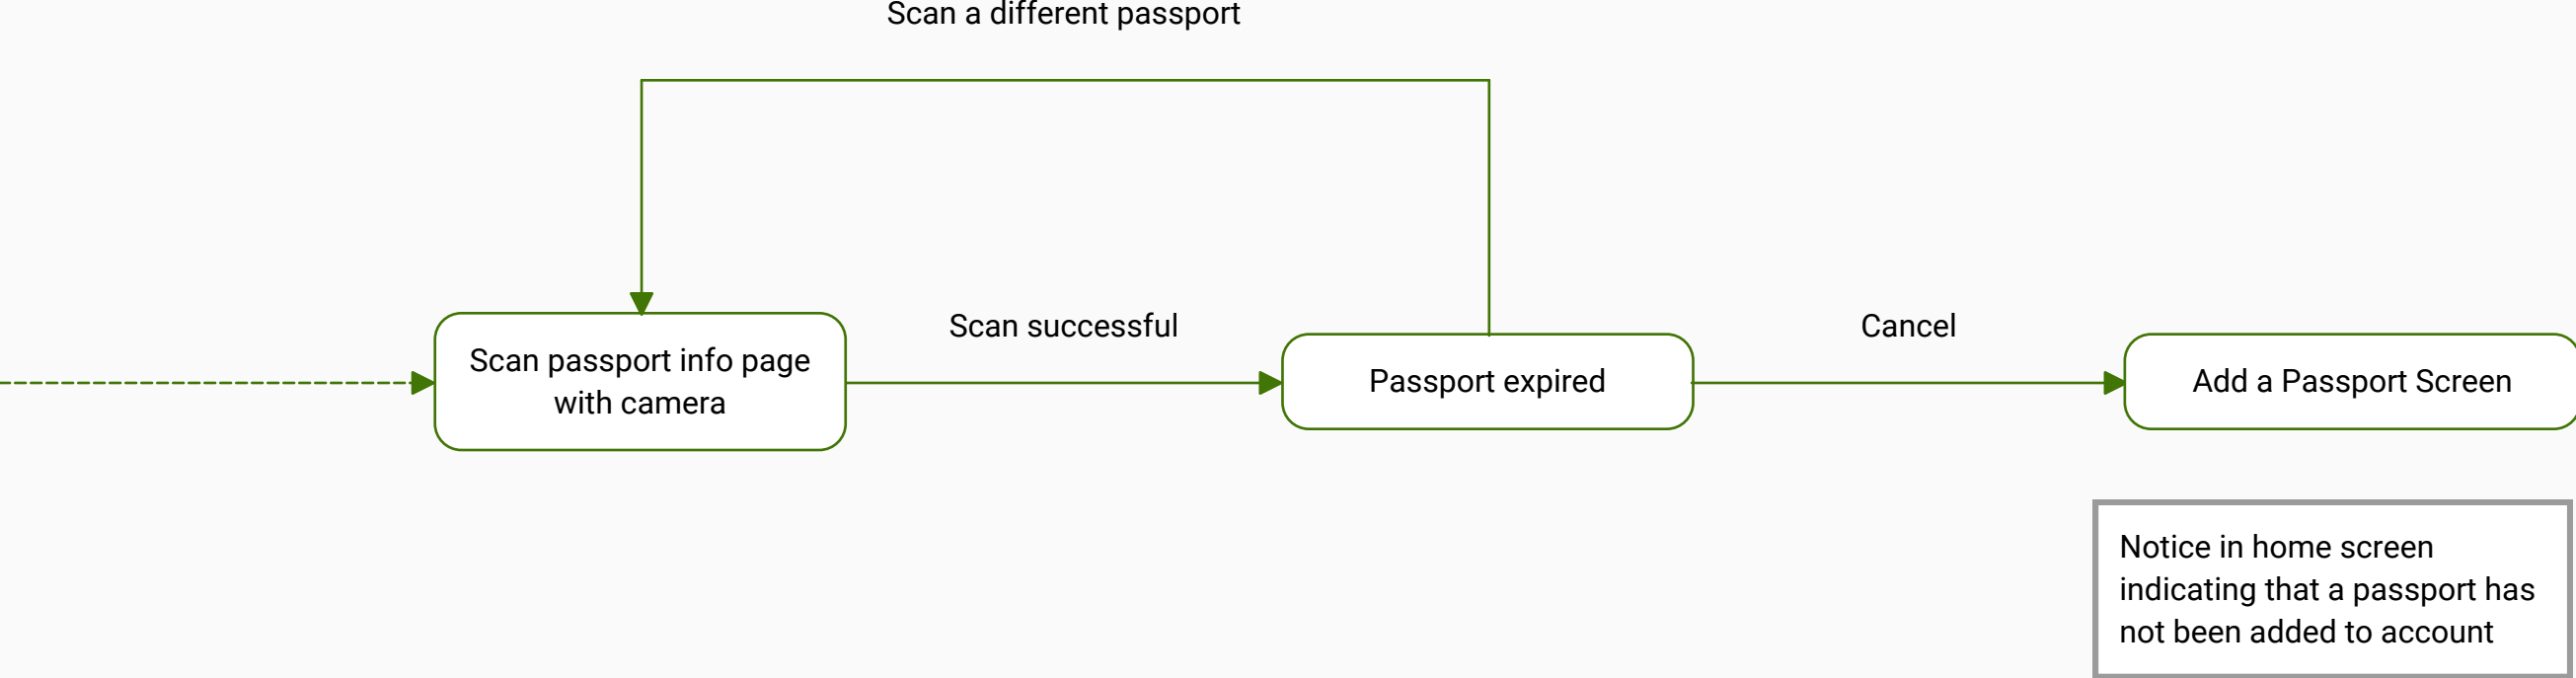 Scan a different passport
Scan passport info page
with camera
Scan successful
Passport expired
Cancel
Add a Passport Screen
Notice in home screen
indicating that a passport has
not been added to account